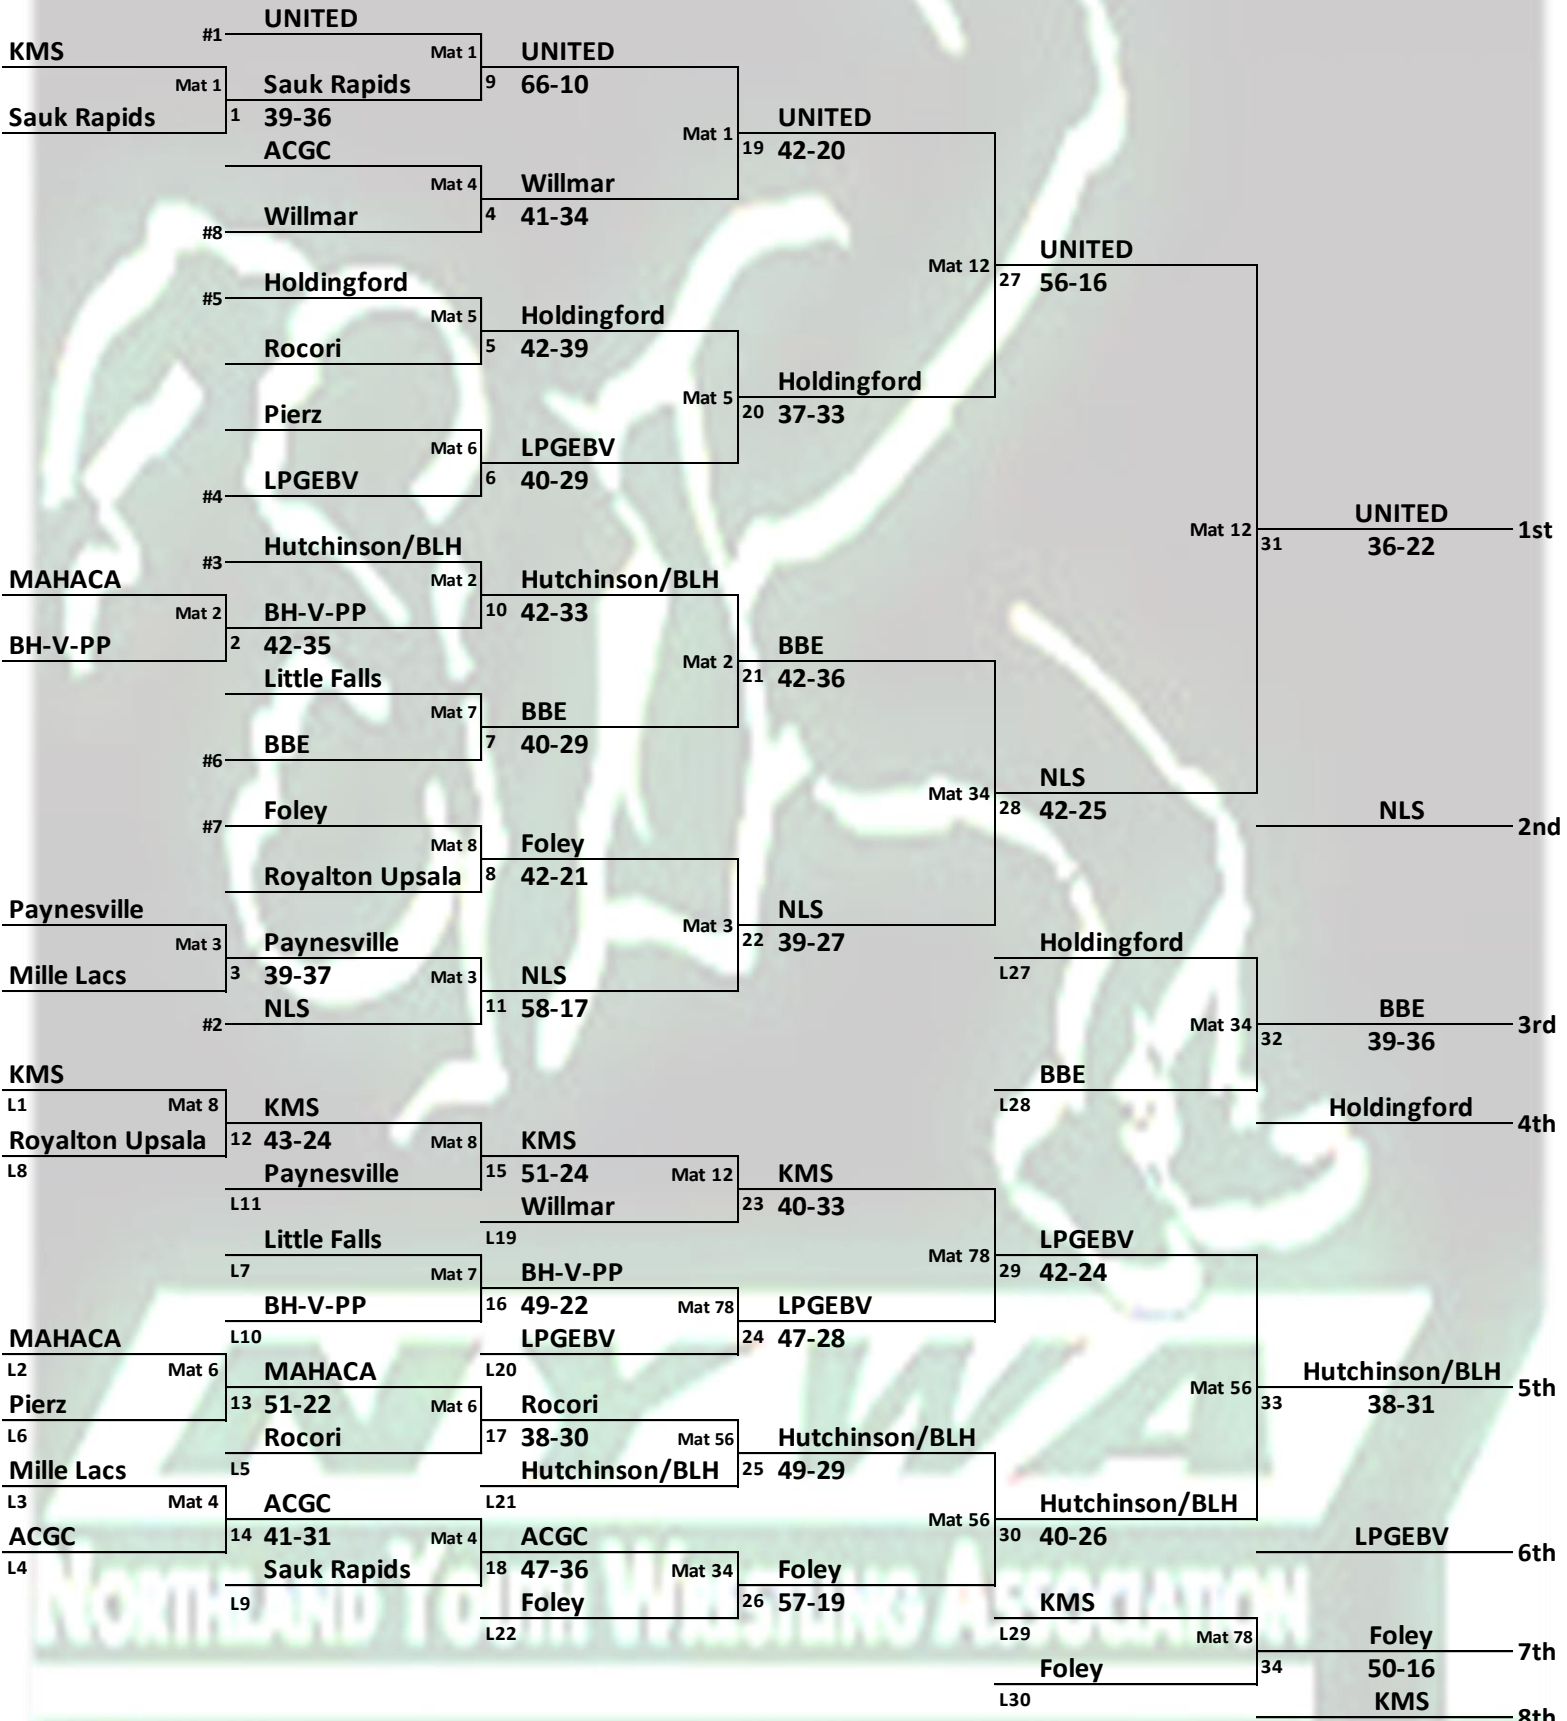 UNITED
#1
KMS
Mat 1
UNITED
Mat 1
Sauk Rapids
9
66-10
Sauk Rapids
1
39-36
Mat 1
UNITED
ACGC
19
42-20
Mat 4
Willmar
Willmar
4
41-34
#8
Mat 12
UNITED
Holdingford
27
56-16
#5
Mat 5
Holdingford
Rocori
5
42-39
Mat 5
Holdingford
Pierz
20
37-33
Mat 6
LPGEBV
LPGEBV
6
40-29
#4
UNITED
Mat 12
1st
Hutchinson/BLH
31
36-22
#3
MAHACA
Mat 2
Hutchinson/BLH
Mat 2
BH-V-PP
10
42-33
BH-V-PP
2
42-35
Mat 2
BBE
Little Falls
21
42-36
Mat 7
BBE
BBE
7
40-29
#6
NLS
Mat 34
Foley
28
42-25
NLS
#7
2nd
Mat 8
Foley
Royalton Upsala
8
42-21
Paynesville
NLS
Mat 3
Mat 3
Paynesville
22
39-27
Holdingford
Mille Lacs
3
39-37
Mat 3
NLS
L27
NLS
11
58-17
BBE
#2
Mat 34
3rd
32
39-36
KMS
BBE
L1
Mat 8
KMS
L28
Holdingford
4th
Royalton Upsala
12
43-24
Mat 8
KMS
L8
Paynesville
15
51-24
Mat 12
KMS
L11
Willmar
23
40-33
Little Falls
L19
LPGEBV
L7
Mat 7
BH-V-PP
Mat 78
29
42-24
BH-V-PP
16
49-22
Mat 78
LPGEBV
MAHACA
L10
LPGEBV
24
47-28
L2
Mat 6
MAHACA
L20
Hutchinson/BLH
Mat 56
5th
Pierz
13
51-22
Mat 6
Rocori
33
38-31
L6
Rocori
17
38-30
Mat 56
Hutchinson/BLH
Mille Lacs
L5
Hutchinson/BLH
25
49-29
L3
Mat 4
ACGC
L21
Hutchinson/BLH
Mat 56
ACGC
14
41-31
Mat 4
ACGC
30
40-26
LPGEBV
6th
L4
Sauk Rapids
18
47-36
Mat 34
Foley
L9
Foley
26
57-19
KMS
L22
L29
Mat 78
Foley
7th
Foley
34
50-16
L30
KMS
8th
NYWA
NORTHLAND YOUTH WRESTLING ASSOCIATION